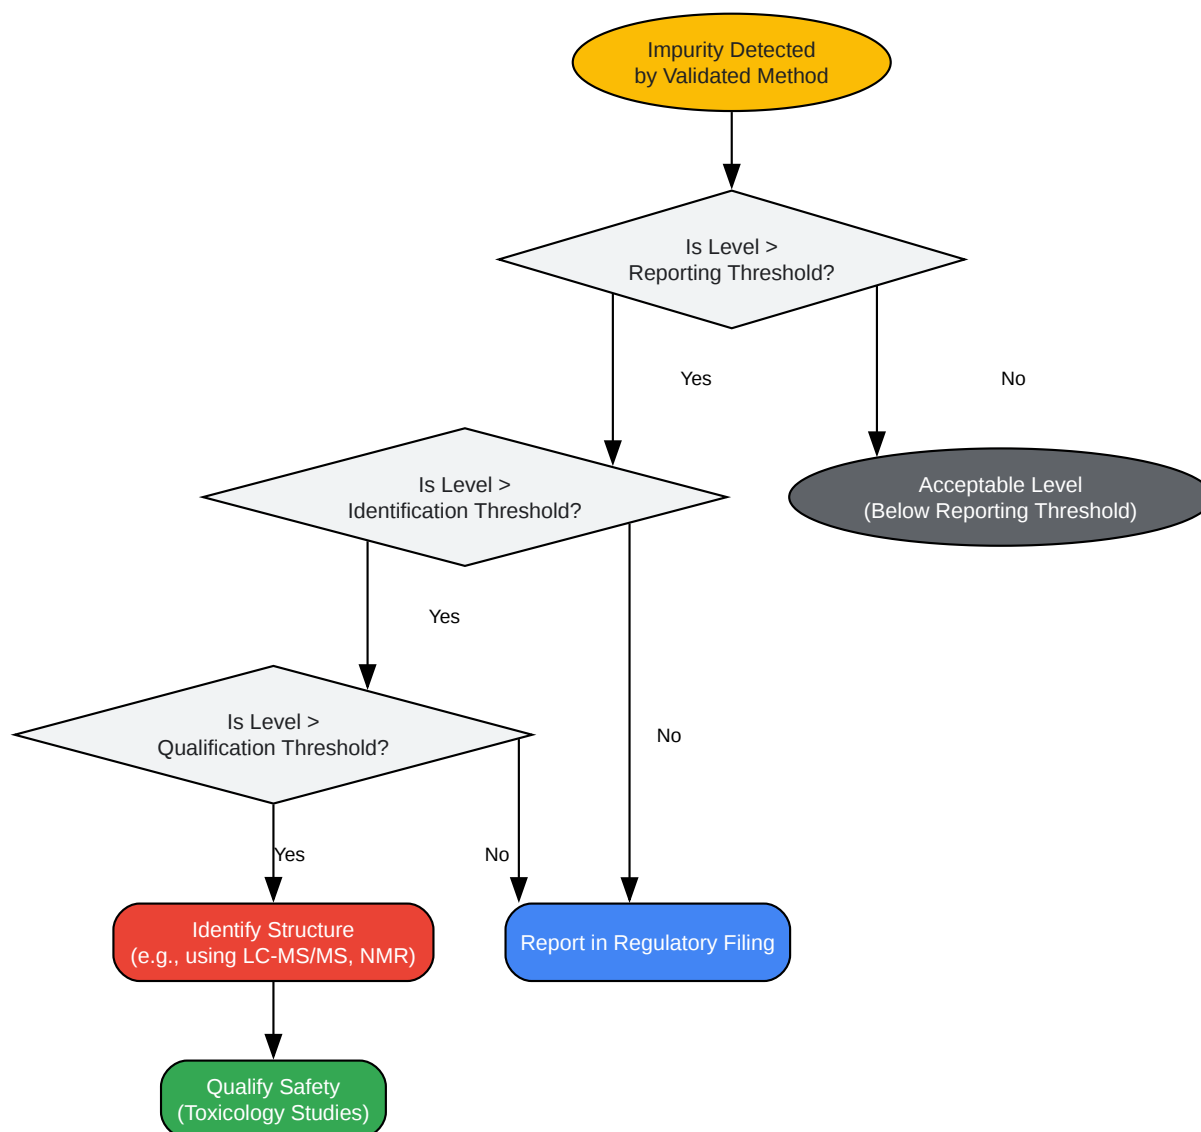 Impurity Detected
by Validated Method
Is Level >
Reporting Threshold?
Yes
No
Is Level >
Identification Threshold?
Acceptable Level
(Below Reporting Threshold)
Yes
Is Level >
Qualification Threshold?
No
Yes
No
Identify Structure
(e.g., using LC-MS/MS, NMR)
Report in Regulatory Filing
Qualify Safety
(Toxicology Studies)